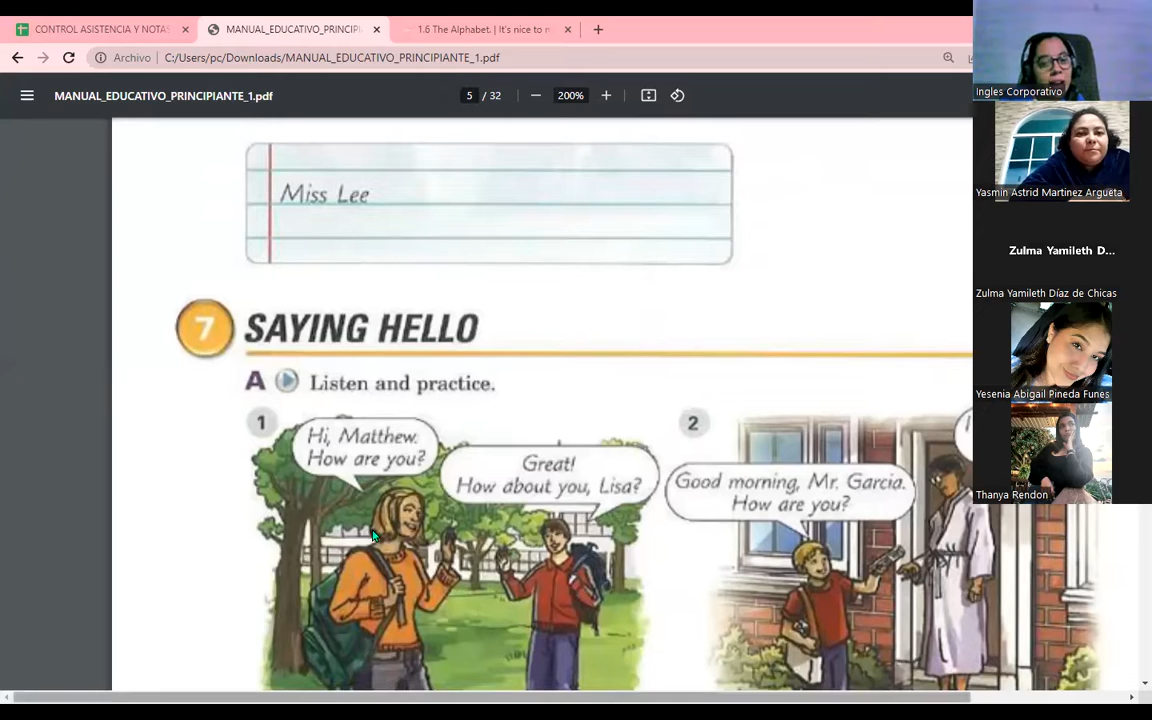 CONTROL ASISTENCIA Y NOTAS
MANUAL_EDUCATIVO_PRINCIPI
1.6 The Alphabet. | It's nice to
Archivo
C:/Users/pc/Downloads/MANUAL_EDUCATIVO_PRINCIPIANTE_1.pdf
MANUAL_EDUCATIVO_PRINCIPIANTE_1.pdf
5 / 32
200%
Miss Lee
7 SAYING HELLO
A Listen and practice.
1
Hi, Matthew.
How are you?
Great!
How about you, Lisa?
2
Good morning, Mr. Garcia.
How are you?
Ingles Corporativo
Yasmin Astrid Martinez Argueta
Zulma Yamileth D...
Zulma Yamileth Díaz de Chicas
Yesenia Abigail Pineda Funes
Thanya Rendon